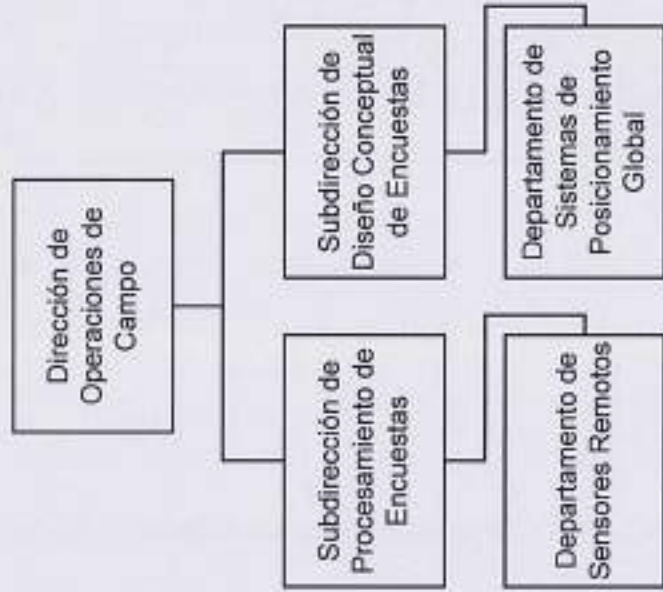 Dirección de
Operaciones de
Campo
Subdirección de
Procesamiento de
Encuestas
Subdirección de
Diseño Conceptual
de Encuestas
Departamento de
Sensores Remotos
Departamento de
Sistemas de
Posicionamiento
Global